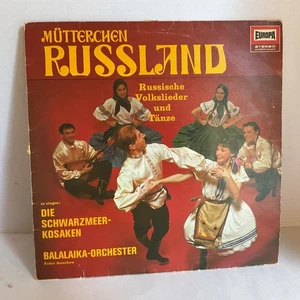 MÜTTERCHEN
RUSSLAND
EUROPA
STEREO
Russische
Volkslieder
und
Tänze
es singen:
DIE
SCHWARZMEER-
KOSAKEN
BALALAIKA-ORCHESTER